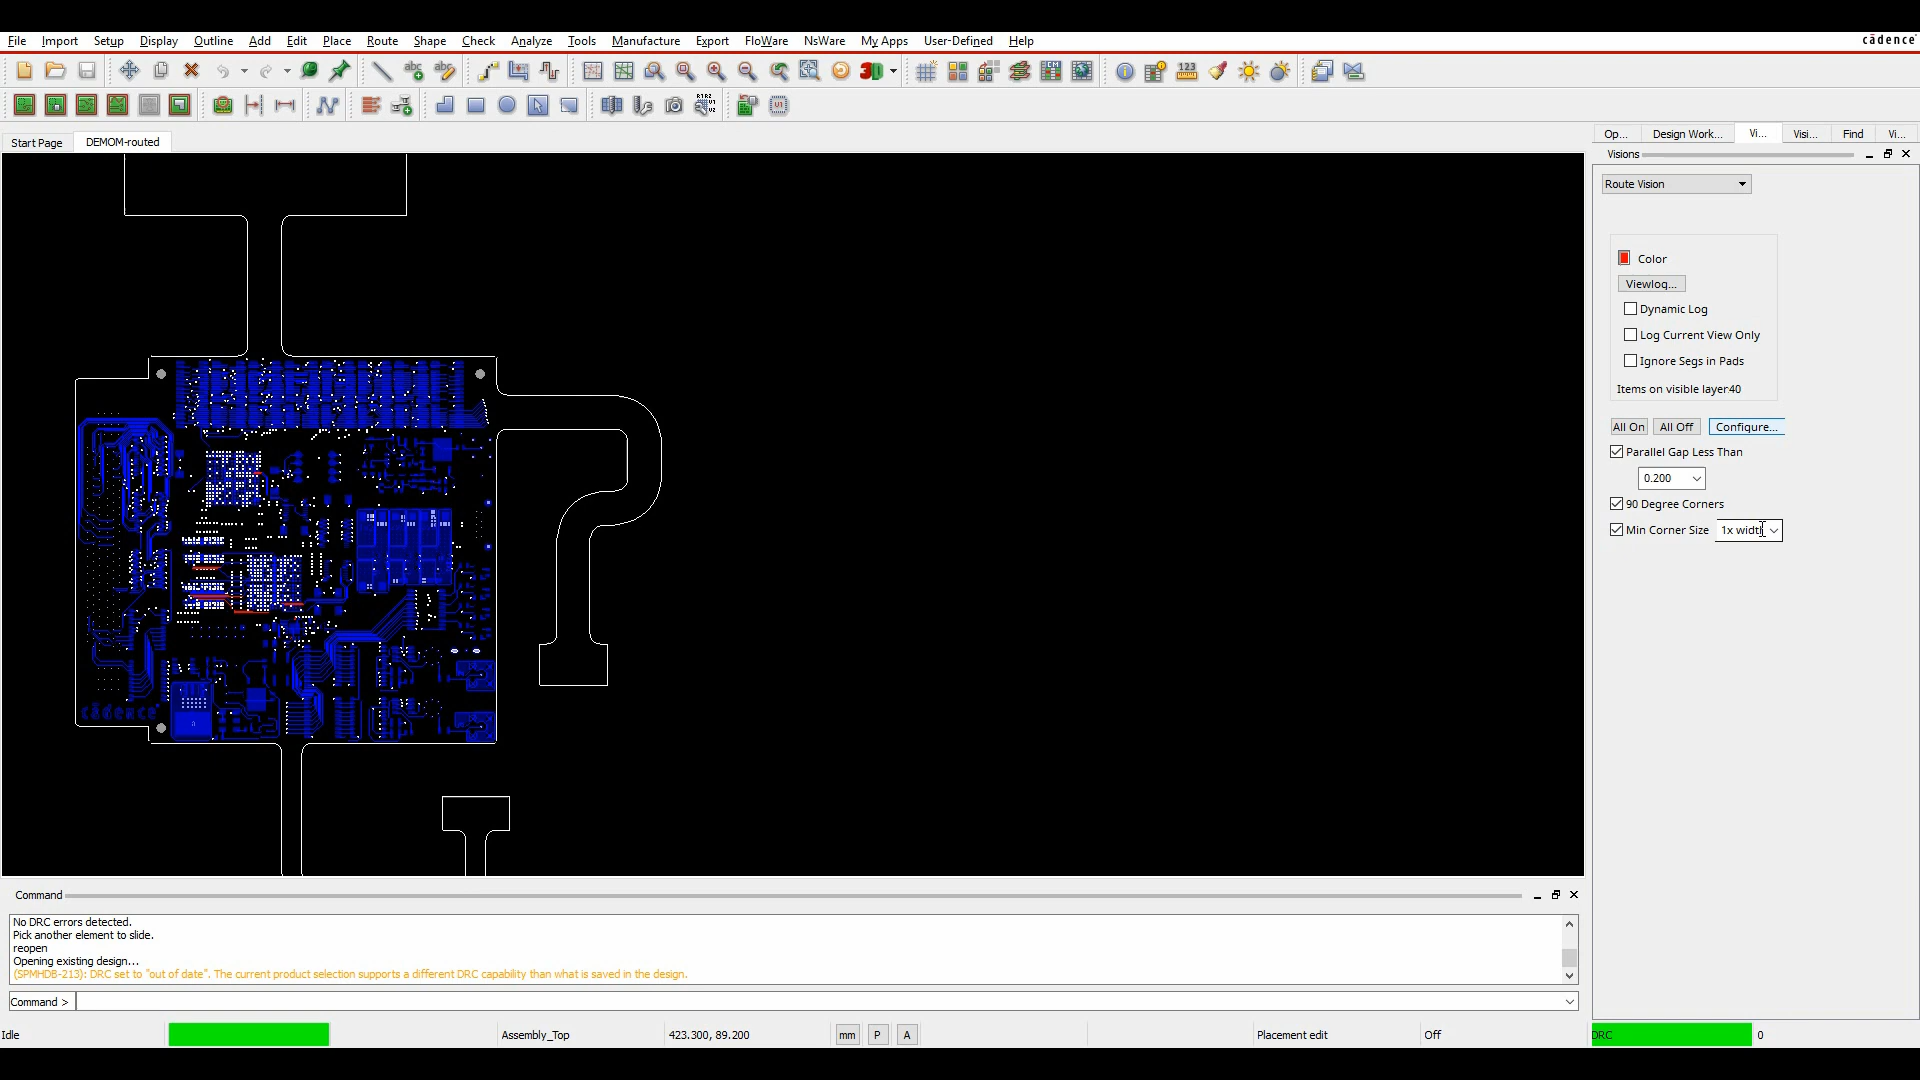 File Import Setup Display Outline Add Edit Place Route Shape Check Analyze Tools Manufacture Export FloWare NsWare My Apps User-Defined Help
cādence
Start Page DEMOM-routed
Op... Design Work... Vi... Visi... Find Vi...
Visions
Route Vision
Color
Viewlog...
Dynamic Log
Log Current View Only
Ignore Segs in Pads
Items on visible layer40
All On All Off Configure...
Parallel Gap Less Than
0.200
90 Degree Corners
Min Corner Size 1x width
Command
No DRC errors detected.
Pick another element to slide.
reopen
Opening existing design...
(SPMHDB-213): DRC set to "out of date". The current product selection supports a different DRC capability than what is saved in the design.
Command >
Idle Assembly_Top 423.300, 89.200 mm P A Placement edit Off DRC 0